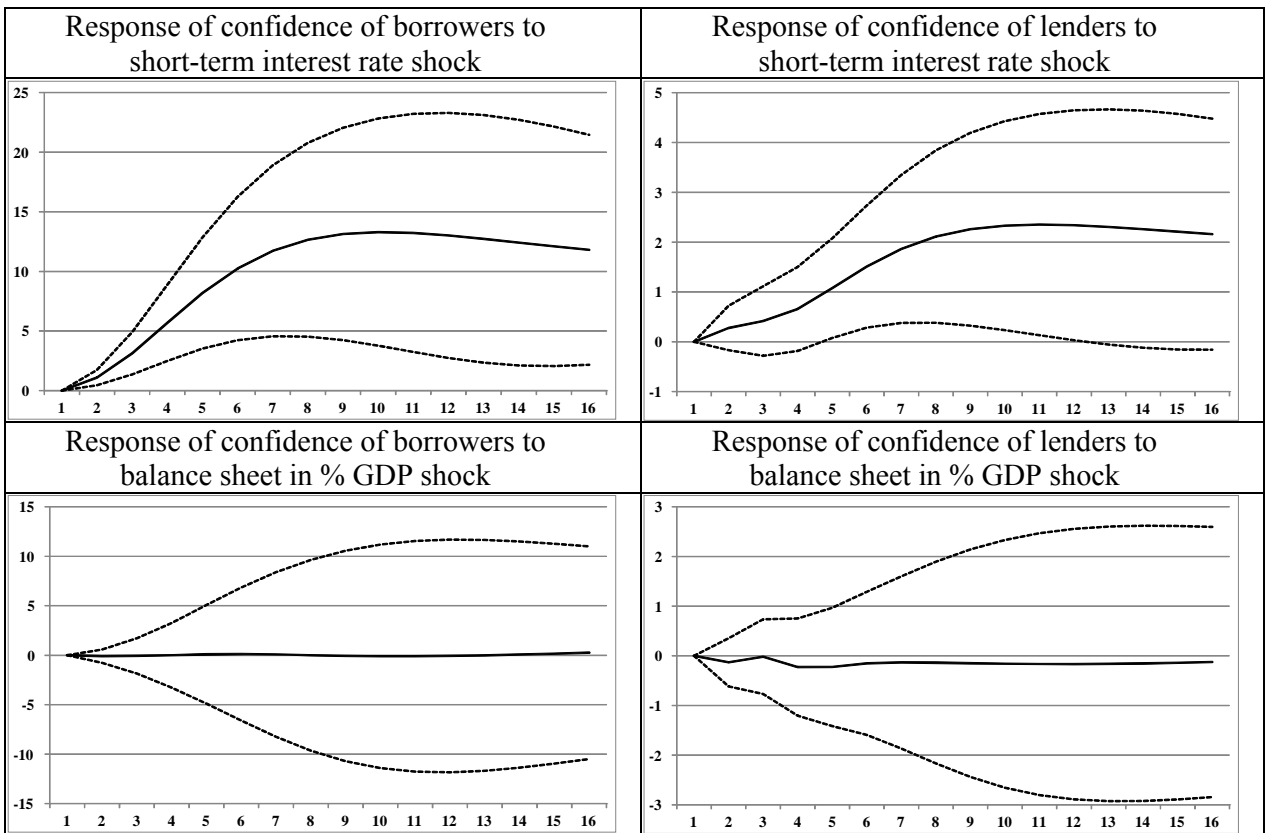 Response of confidence of borrowers to
short-term interest rate shock
Response of confidence of lenders to
short-term interest rate shock
25
20
15
10
5
0
1 2 3 4 5 6 7 8 9 10 11 12 13 14 15 16
5
4
3
2
1
0
-1
1 2 3 4 5 6 7 8 9 10 11 12 13 14 15 16
Response of confidence of borrowers to
balance sheet in % GDP shock
Response of confidence of lenders to
balance sheet in % GDP shock
15
10
5
0
-5
-10
-15
1 2 3 4 5 6 7 8 9 10 11 12 13 14 15 16
3
2
1
0
-1
-2
-3
1 2 3 4 5 6 7 8 9 10 11 12 13 14 15 16